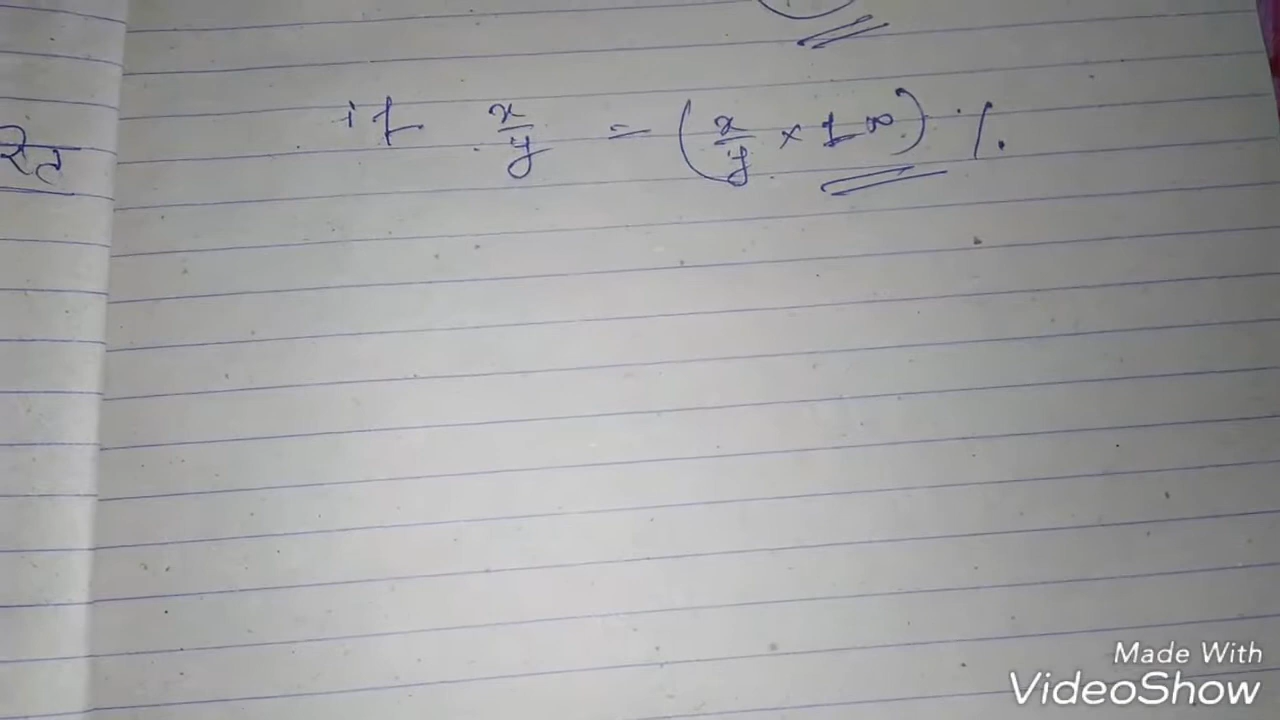 if x/y = (x/y × 100) %
Made With
VideoShow